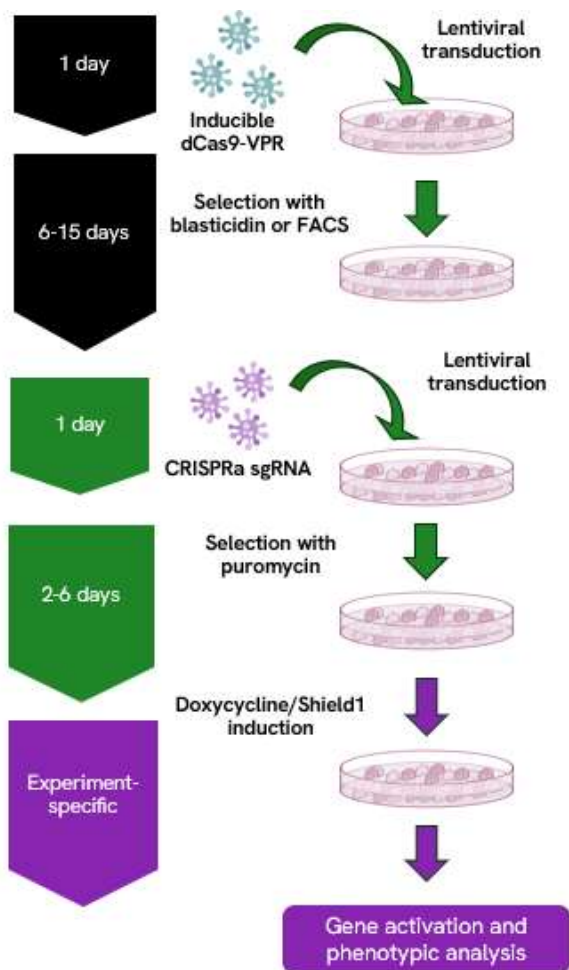 1 day
Inducible
dCas9-VPR
Lentiviral
transduction
6-15 days
Selection with
blasticidin or FACS
1 day
CRISPRa sgRNA
Lentiviral
transduction
2-6 days
Selection with
puromycin
Experiment-
specific
Doxycycline/Shield1
induction
Gene activation and
phenotypic analysis